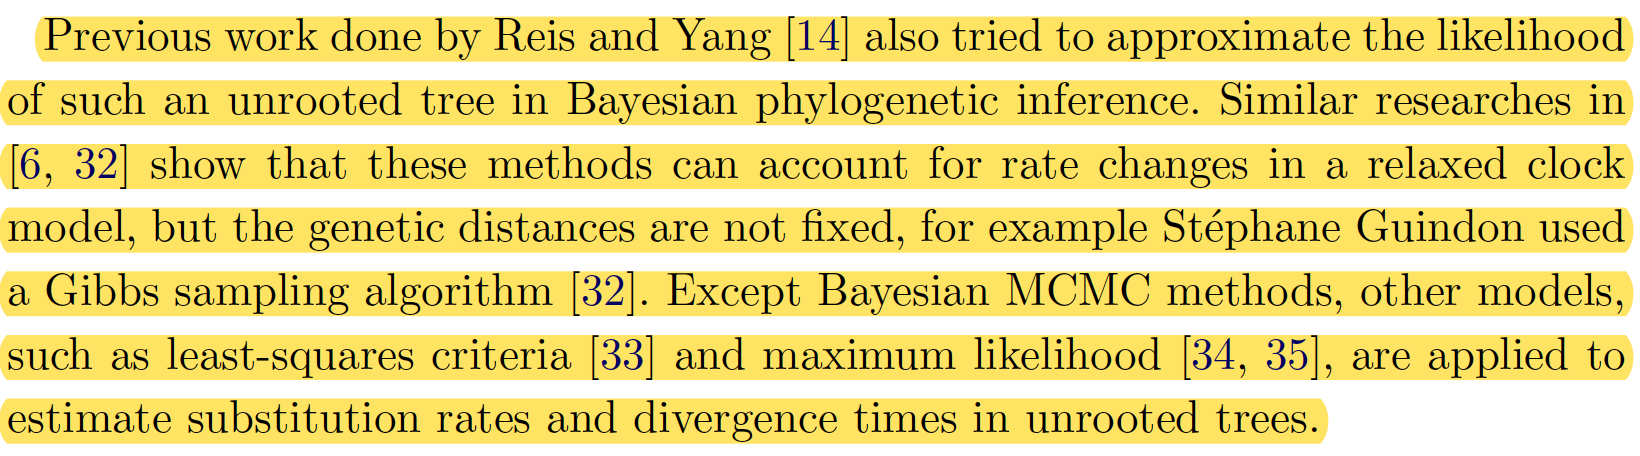 Previous work done by Reis and Yang [14] also tried to approximate the likelihood
of such an unrooted tree in Bayesian phylogenetic inference. Similar researches in
[6, 32] show that these methods can account for rate changes in a relaxed clock
model, but the genetic distances are not fixed, for example Stéphane Guindon used
a Gibbs sampling algorithm [32]. Except Bayesian MCMC methods, other models,
such as least-squares criteria [33] and maximum likelihood [34, 35], are applied to
estimate substitution rates and divergence times in unrooted trees.